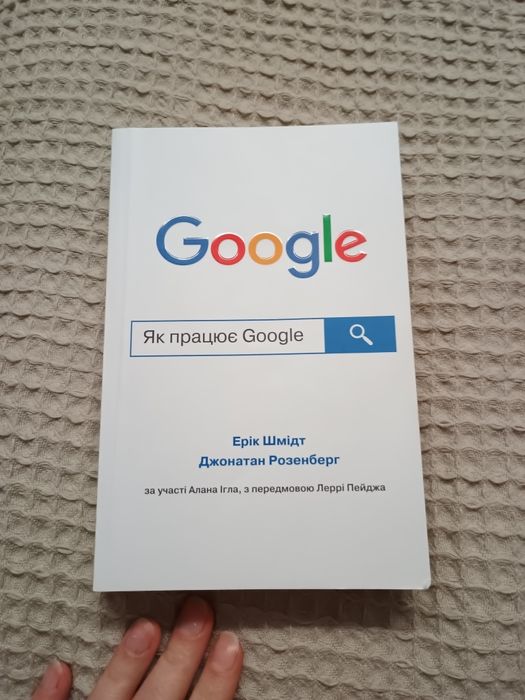 Google
Як працює Google
Ерік Шмідт
Джонатан Розенберг
за участі Алана Ігла, з передмовою Леррі Пейджа